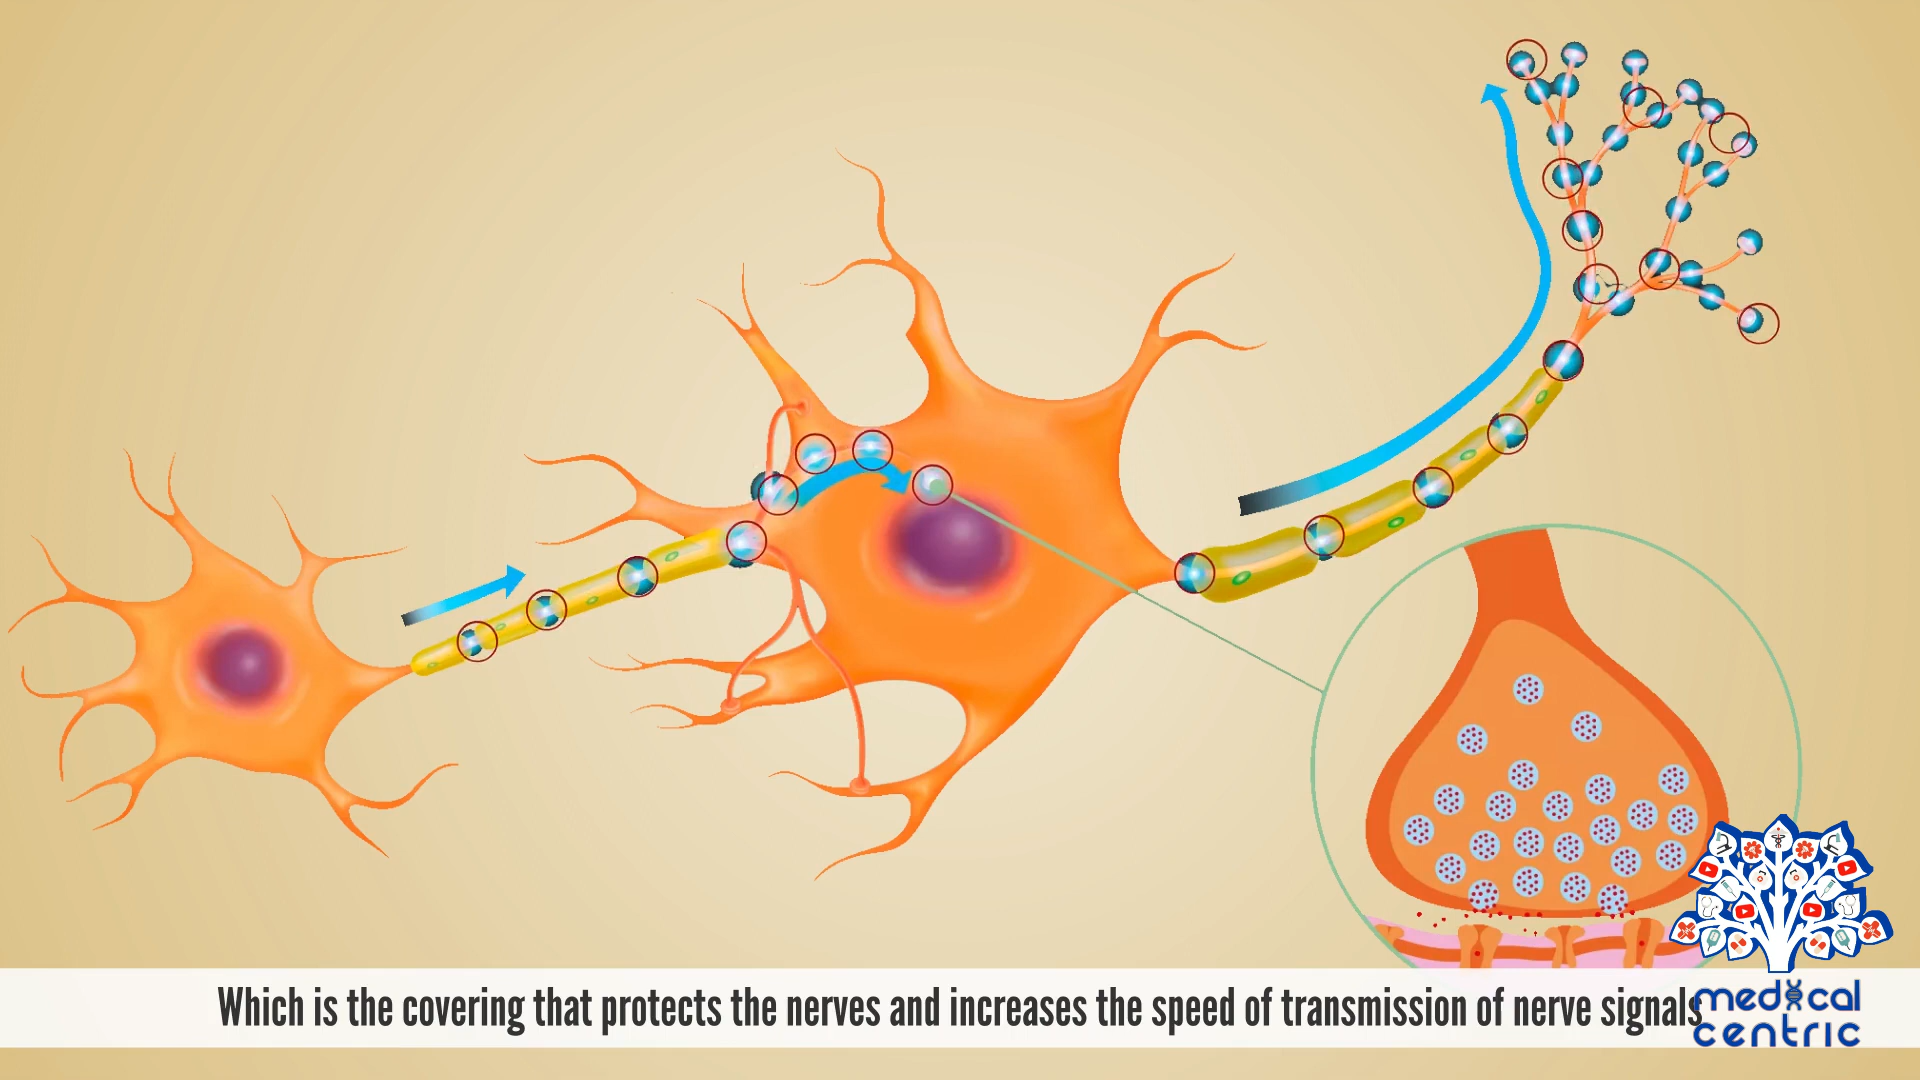 Which is the covering that protects the nerves and increases the speed of transmission of nerve signals
medical
centric